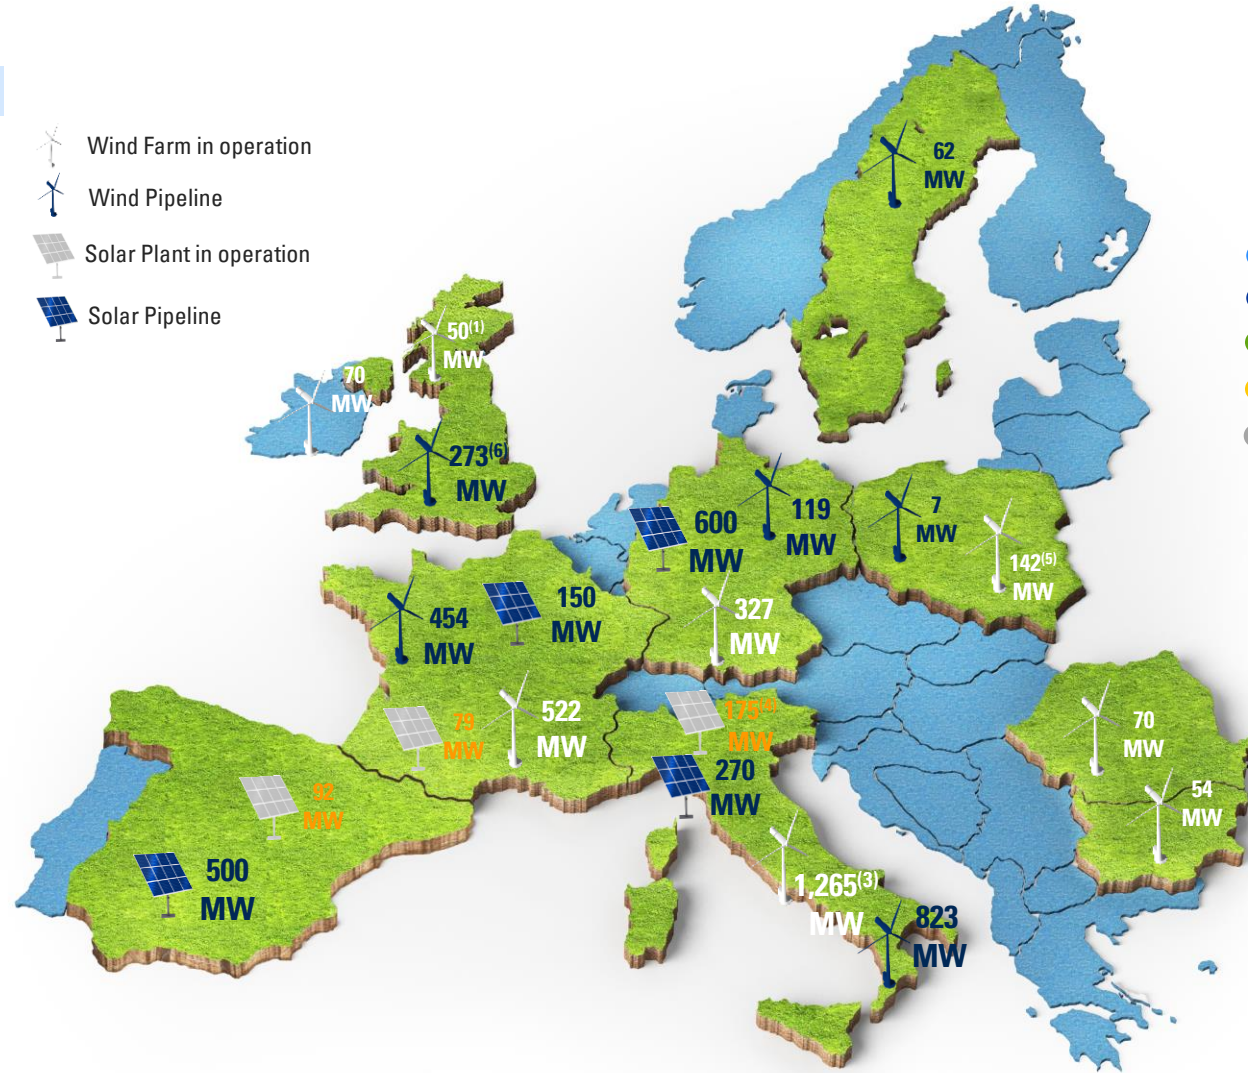 Wind Farm in operation
Wind Pipeline
Solar Plant in operation
Solar Pipeline
62
MW
50(1)
MW
70
MW
273(6)
MW
600
MW
119
MW
7
MW
142(5)
MW
454
MW
150
MW
327
MW
79
MW
522
MW
175(4)
MW
270
MW
70
MW
54
MW
92
MW
500
MW
1,265(3)
MW
823
MW